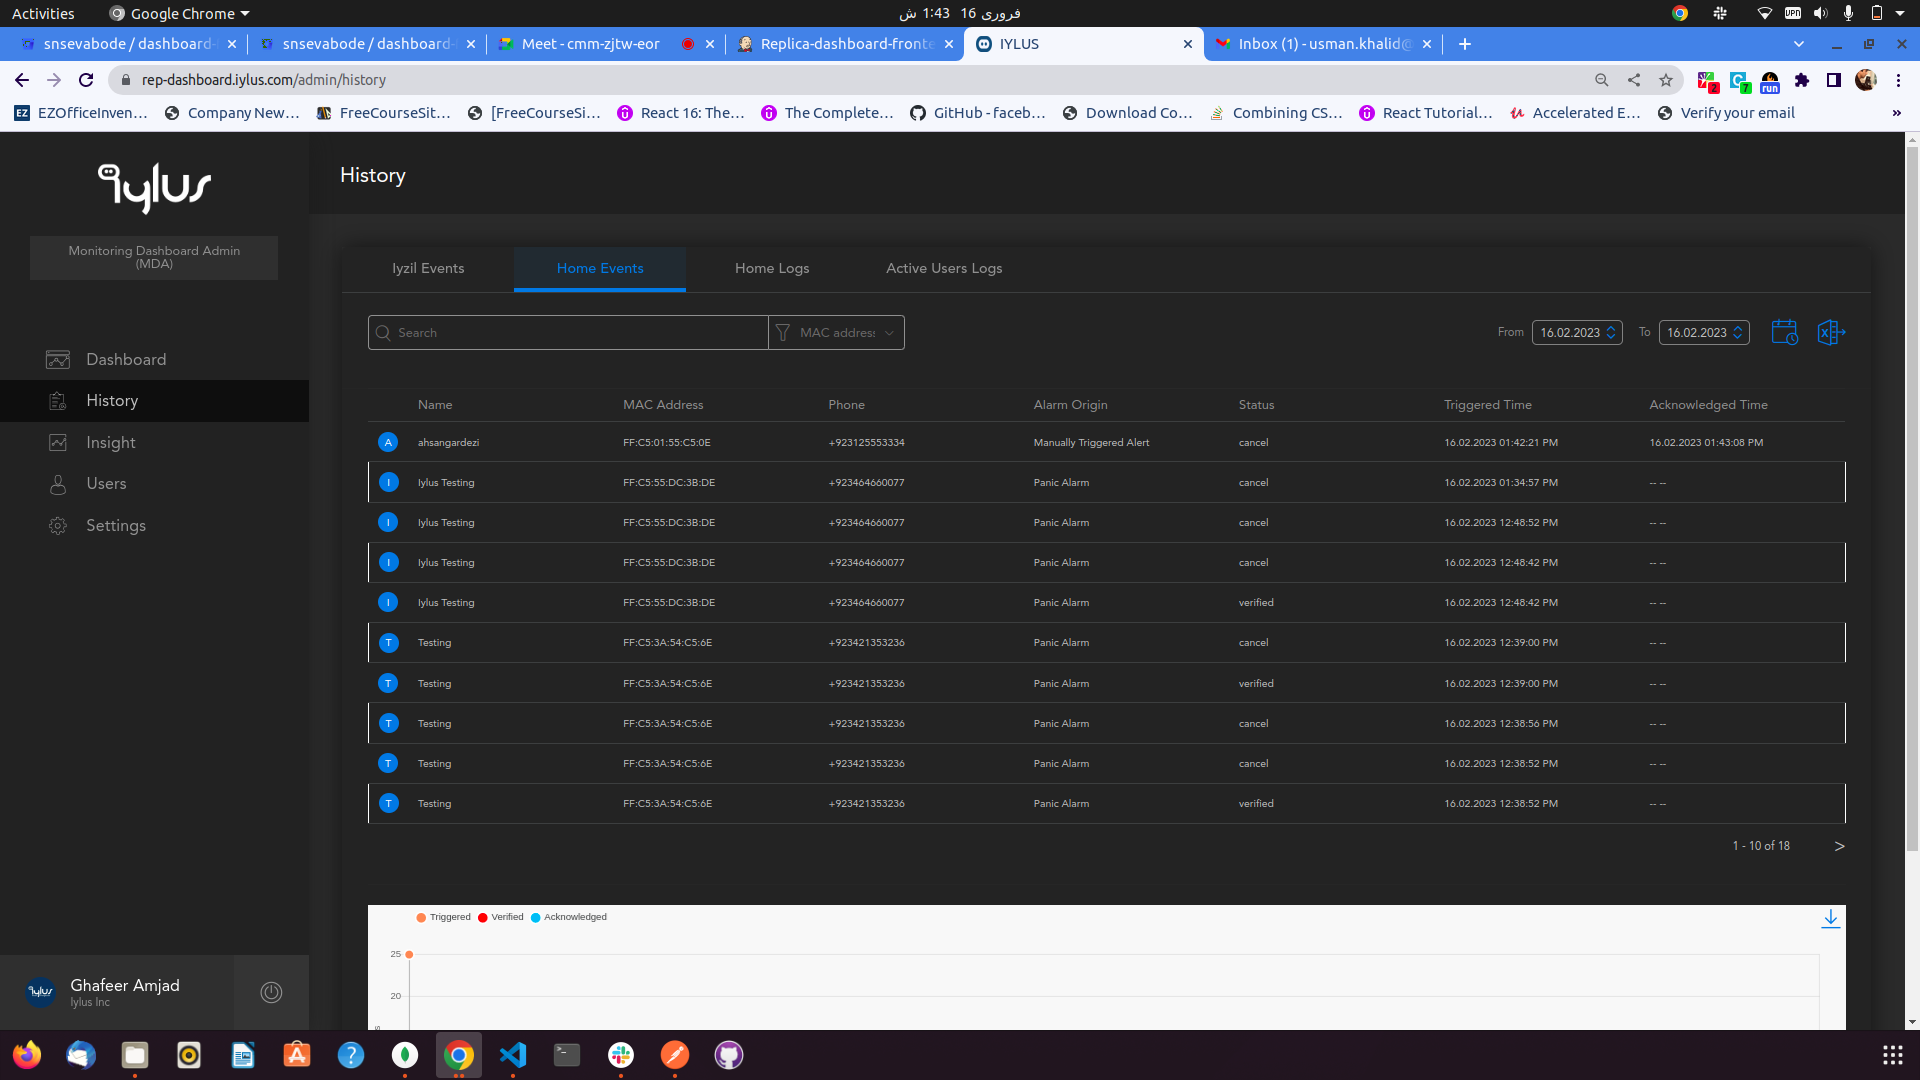 Activities
Google Chrome
فروری 16 1:43 ش
snsevabode / dashboard-
snsevabode / dashboard-
Meet - cmm-zjtw-eor
Replica-dashboard-fronte
IYLUS
Inbox (1) - usman.khalid@
rep-dashboard.iylus.com/admin/history
2
7
run
EZ EZOfficeInven…
Company New…
FreeCourseSit…
[FreeCourseSi…
React 16: The…
The Complete…
GitHub - faceb…
Download Co…
Combining CS…
React Tutorial…
Accelerated E…
Verify your email
»
iylus
History
Monitoring Dashboard Admin
(MDA)
Dashboard
History
Insight
Users
Settings
Iyzil Events
Home Events
Home Logs
Active Users Logs
Search
MAC address
From 16.02.2023 To 16.02.2023
Name MAC Address Phone Alarm Origin Status Triggered Time Acknowledged Time
A ahsangardezi FF:C5:01:55:C5:0E +923125553334 Manually Triggered Alert cancel 16.02.2023 01:42:21 PM 16.02.2023 01:43:08 PM
I Iylus Testing FF:C5:55:DC:3B:DE +923464660077 Panic Alarm cancel 16.02.2023 01:34:57 PM -- --
I Iylus Testing FF:C5:55:DC:3B:DE +923464660077 Panic Alarm cancel 16.02.2023 12:48:52 PM -- --
I Iylus Testing FF:C5:55:DC:3B:DE +923464660077 Panic Alarm cancel 16.02.2023 12:48:42 PM -- --
I Iylus Testing FF:C5:55:DC:3B:DE +923464660077 Panic Alarm verified 16.02.2023 12:48:42 PM -- --
T Testing FF:C5:3A:54:C5:6E +923421353236 Panic Alarm cancel 16.02.2023 12:39:00 PM -- --
T Testing FF:C5:3A:54:C5:6E +923421353236 Panic Alarm verified 16.02.2023 12:39:00 PM -- --
T Testing FF:C5:3A:54:C5:6E +923421353236 Panic Alarm cancel 16.02.2023 12:38:56 PM -- --
T Testing FF:C5:3A:54:C5:6E +923421353236 Panic Alarm cancel 16.02.2023 12:38:52 PM -- --
T Testing FF:C5:3A:54:C5:6E +923421353236 Panic Alarm verified 16.02.2023 12:38:52 PM -- --
1 - 10 of 18 >
Triggered Verified Acknowledged
25
20
iylus
Ghafeer Amjad
Iylus Inc